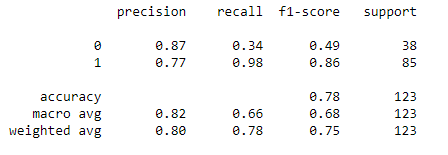 precision recall f1-score support
0 0.87 0.34 0.49 38
1 0.77 0.98 0.86 85
accuracy 0.78 123
macro avg 0.82 0.66 0.68 123
weighted avg 0.80 0.78 0.75 123